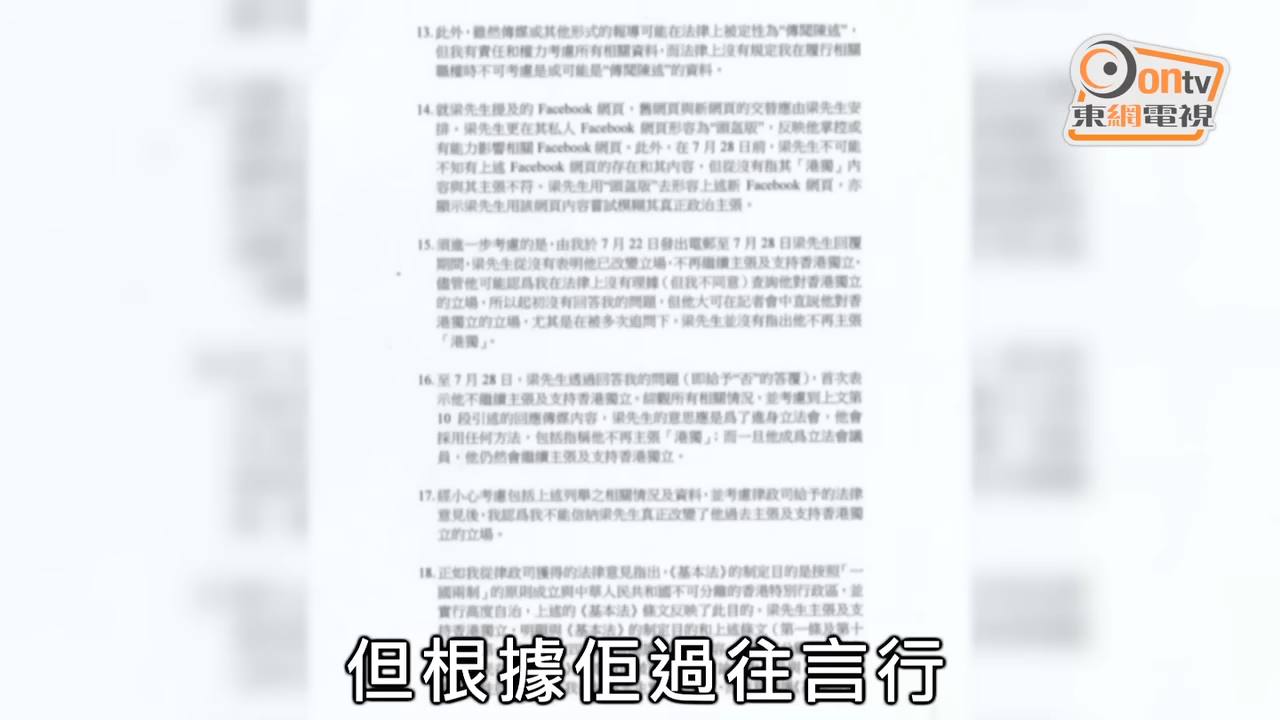 13. 此外，雖然傳媒或其他形式的報導可能在法律上被定性為“傳聞陳述”，
但我有責任和權力考慮所有相關資料，而法律上沒有規定我在履行相關
職權時不可考慮是或可能是“傳聞陳述”的資料。
14. 就梁先生提及的 Facebook 網頁，舊網頁與新網頁的交替應由梁先生安
排。梁先生更在其私人 Facebook 網頁形容為“頭盔版”，反映他掌控或
有能力影響相關 Facebook 網頁。此外，在 7 月 28 日前，梁先生不可能
不知有上述 Facebook 網頁的存在和其內容，但從沒有指其「港獨」內
容與其主張不符。梁先生用“頭盔版”去形容上述新 Facebook 網頁，亦
顯示梁先生用該網頁內容嘗試模糊其真正政治主張。
15. 須進一步考慮的是，由我於 7 月 22 日發出電郵至 7 月 28 日梁先生回覆
期間，梁先生從沒有表明他已改變立場，不再繼續主張及支持香港獨立。
儘管他可能認爲我在法律上沒有理據（但我不同意）查詢他對香港獨立
的立場，所以起初沒有回答我的問題，但他大可在記者會中直説他對香
港獨立的立場，尤其是在被多次追問下，梁先生並沒有指出他不再主張
「港獨」。
16. 至 7 月 28 日，梁先生透過回答我的問題（即給予“否”的答覆），首次表
示他不繼續主張及支持香港獨立。綜觀所有相關情況，並考慮到上文第
10 段引述的回應傳媒內容，梁先生的意思應是爲了進身立法會，他會
採用任何方法，包括指稱他不再主張「港獨」；而一旦他成爲立法會議
員，他仍然會繼續主張及支持香港獨立。
17. 經小心考慮包括上述列舉之相關情況及資料，並考慮律政司給予的法律
意見後，我認爲我不能信納梁先生真正改變了他過去主張及支持香港獨
立的立場。
18. 正如我從律政司獲得的法律意見指出，《基本法》的制定目的是按照「一
國兩制」的原則成立與中華人民共和國不可分離的香港特別行政區，並
實行高度自治，上述的《基本法》條文反映了此目的。梁先生主張及支
持香港獨立，明顯與《基本法》的制定目的和上述條文（第一條及第十
但根據佢過往言行
ontv
東網電視